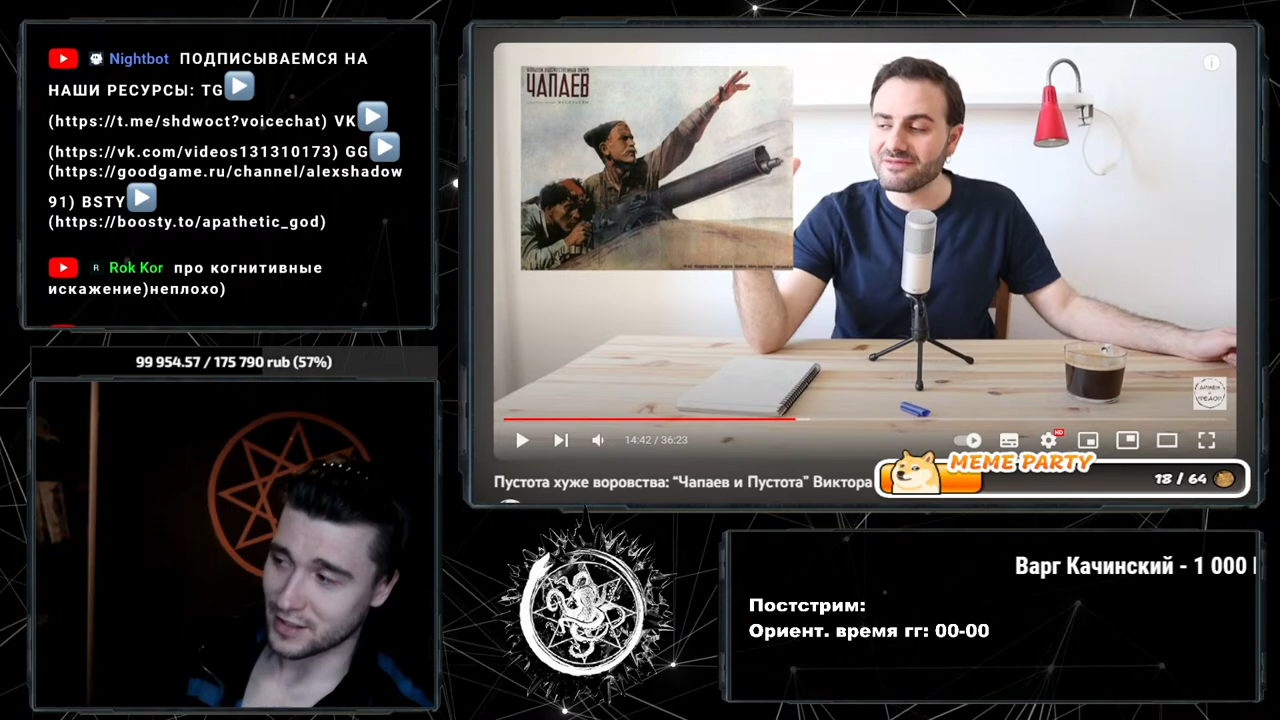 Nightbot ПОДПИСЫВАЕМСЯ НА
НАШИ РЕСУРСЫ: TG
(https://t.me/shdwoct?voicechat) VK
(https://vk.com/videos131310173) GG
(https://goodgame.ru/channel/alexshadow
91) BSTY
(https://boosty.to/apathetic_god)
R Rok Kor про когнитивные
искажение)неплохо)
99 954.57 / 175 790 rub (57%)
ЧАПАЕВ
АРМЕН
И
ФЕДОР
14:42 / 36:23
HD
Пустота хуже воровства: “Чапаев и Пустота” Виктора
MEME PARTY
18 / 64
Варг Качинский - 1 000
Постстрим:
Ориент. время гг: 00-00